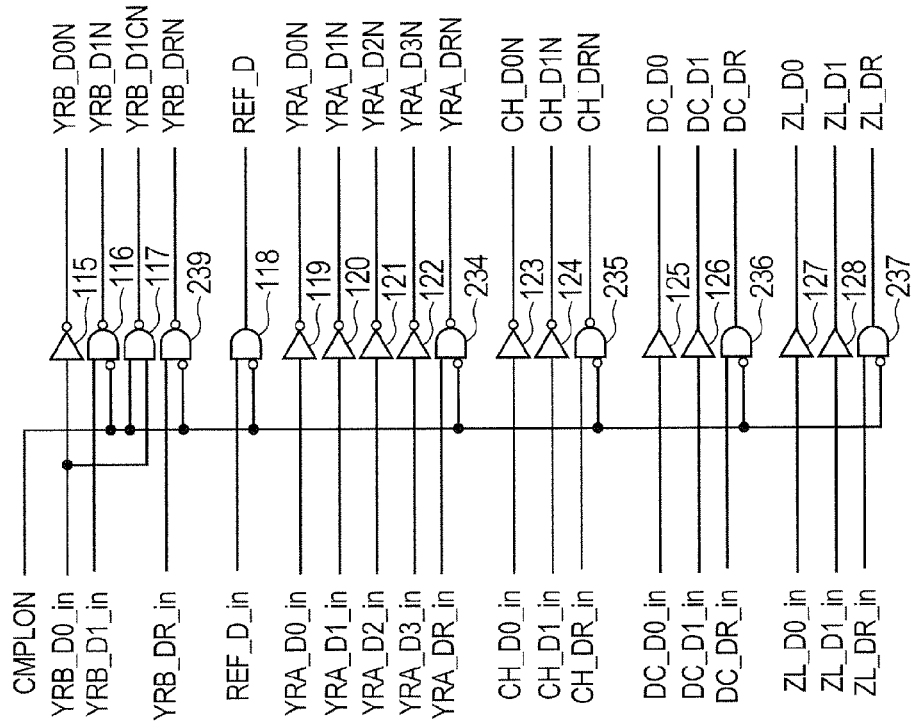 CMPLON
YRB_D0_in
YRB_D1_in
YRB_DR_in
REF_D_in
YRA_D0_in
YRA_D1_in
YRA_D2_in
YRA_D3_in
YRA_DR_in
CH_D0_in
CH_D1_in
CH_DR_in
DC_D0_in
DC_D1_in
DC_DR_in
ZL_D0_in
ZL_D1_in
ZL_DR_in
115
116
117
239
118
119
120
121
122
234
123
124
235
125
126
236
127
128
237
YRB_D0N
YRB_D1N
YRB_D1CN
YRB_DRN
REF_D
YRA_D0N
YRA_D1N
YRA_D2N
YRA_D3N
YRA_DRN
CH_D0N
CH_D1N
CH_DRN
DC_D0
DC_D1
DC_DR
ZL_D0
ZL_D1
ZL_DR